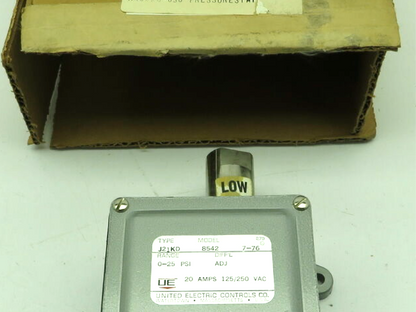 LOW
TYPE MODEL
J21KD 8542 7-76
RANGE DIFF.
0-25 PSI ADJ
UE 20 AMPS 125/250 VAC
UNITED ELECTRIC CONTROLS CO.